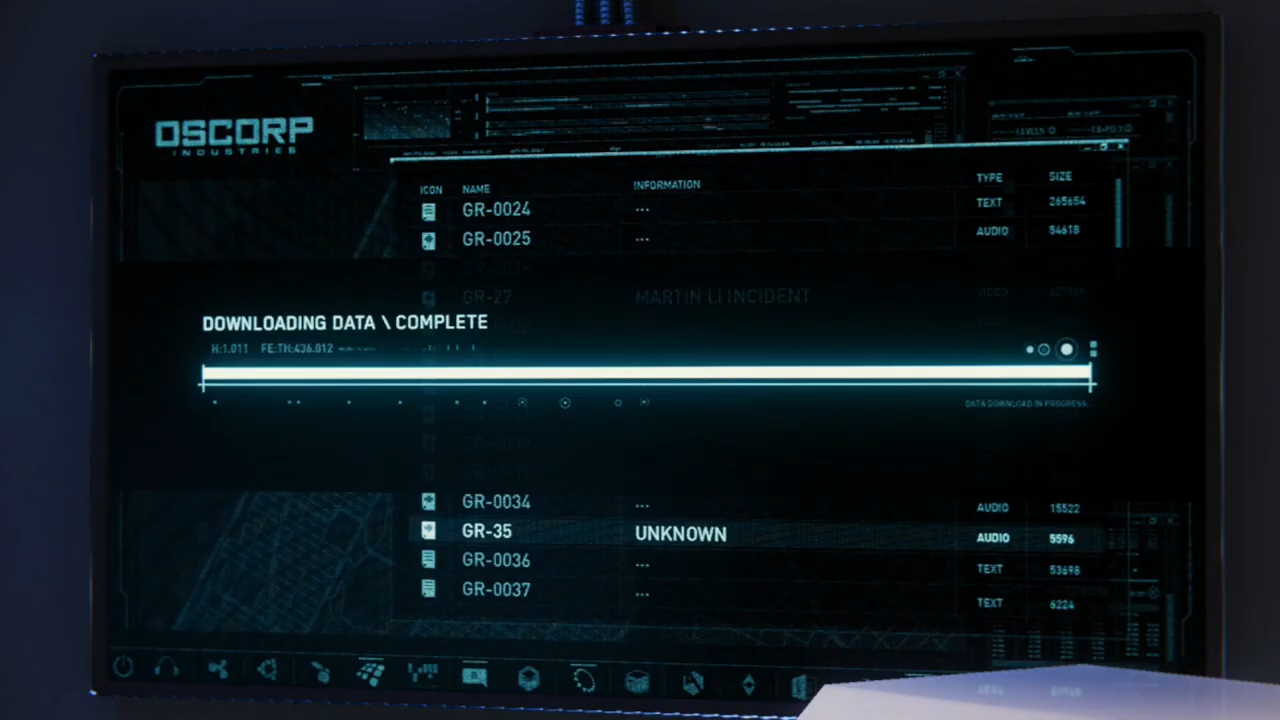 OSCORP
INDUSTRIES
ICON NAME INFORMATION TYPE SIZE
GR-0024 ... TEXT 265654
GR-0025 ... AUDIO 54618
GR-27 MARTIN LI INCIDENT VIDEO
DOWNLOADING DATA \ COMPLETE
H:1.011 FE:TH:436.012
DATA DOWNLOAD IN PROGRESS...
GR-0034 ... AUDIO 15522
GR-35 UNKNOWN AUDIO 5596
GR-0036 ... TEXT 53698
GR-0037 ... TEXT 6224